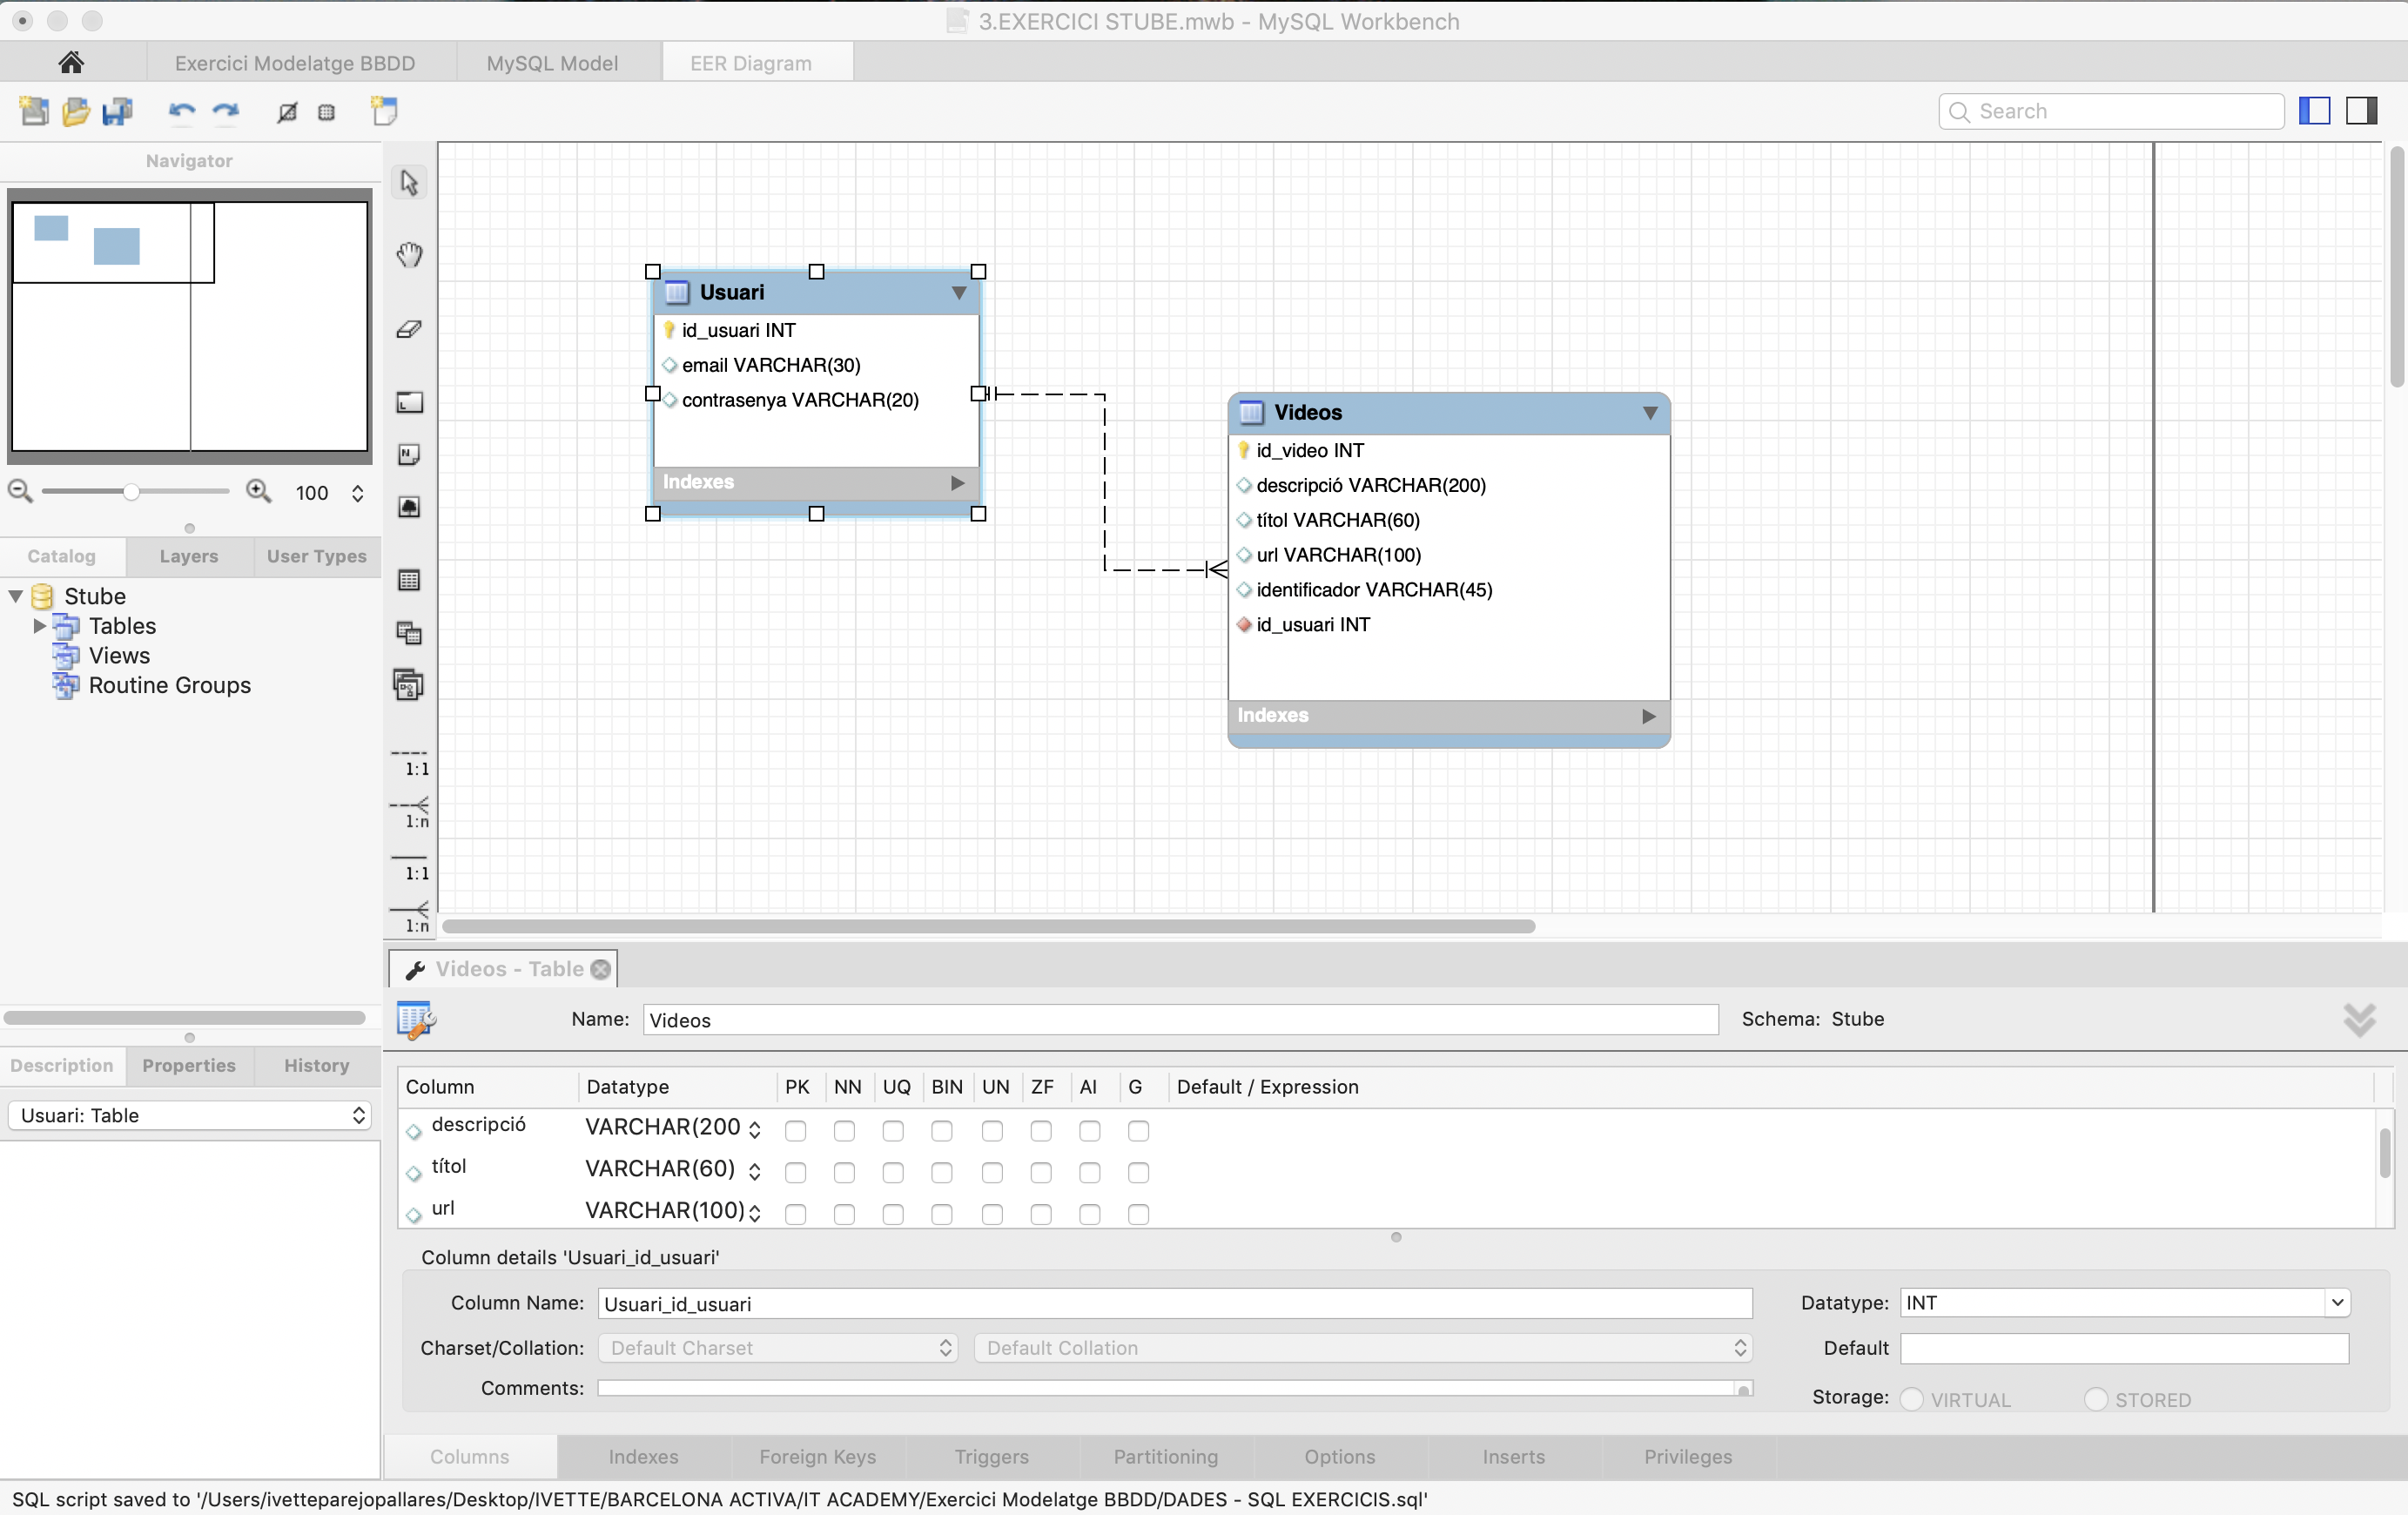 3.EXERCICI STUBE.mwb - MySQL Workbench
Exercici Modelatge BBDD
MySQL Model
EER Diagram
Search
Navigator
100
Catalog
Layers
User Types
Stube
Tables
Views
Routine Groups
1:1
1:n
1:1
1:n
Usuari
id_usuari INT
email VARCHAR(30)
contrasenya VARCHAR(20)
Indexes
Videos
id_video INT
descripció VARCHAR(200)
títol VARCHAR(60)
url VARCHAR(100)
identificador VARCHAR(45)
id_usuari INT
Indexes
Description
Properties
History
Usuari: Table
Videos - Table
Name: Videos
Schema: Stube
Column Datatype PK NN UQ BIN UN ZF AI G Default / Expression
descripció VARCHAR(200
títol VARCHAR(60)
url VARCHAR(100)
Column details 'Usuari_id_usuari'
Column Name: Usuari_id_usuari
Datatype: INT
Charset/Collation: Default Charset Default Collation
Default
Comments:
Storage: VIRTUAL STORED
Columns Indexes Foreign Keys Triggers Partitioning Options Inserts Privileges
SQL script saved to '/Users/ivetteparejopallares/Desktop/IVETTE/BARCELONA ACTIVA/IT ACADEMY/Exercici Modelatge BBDD/DADES - SQL EXERCICIS.sql'